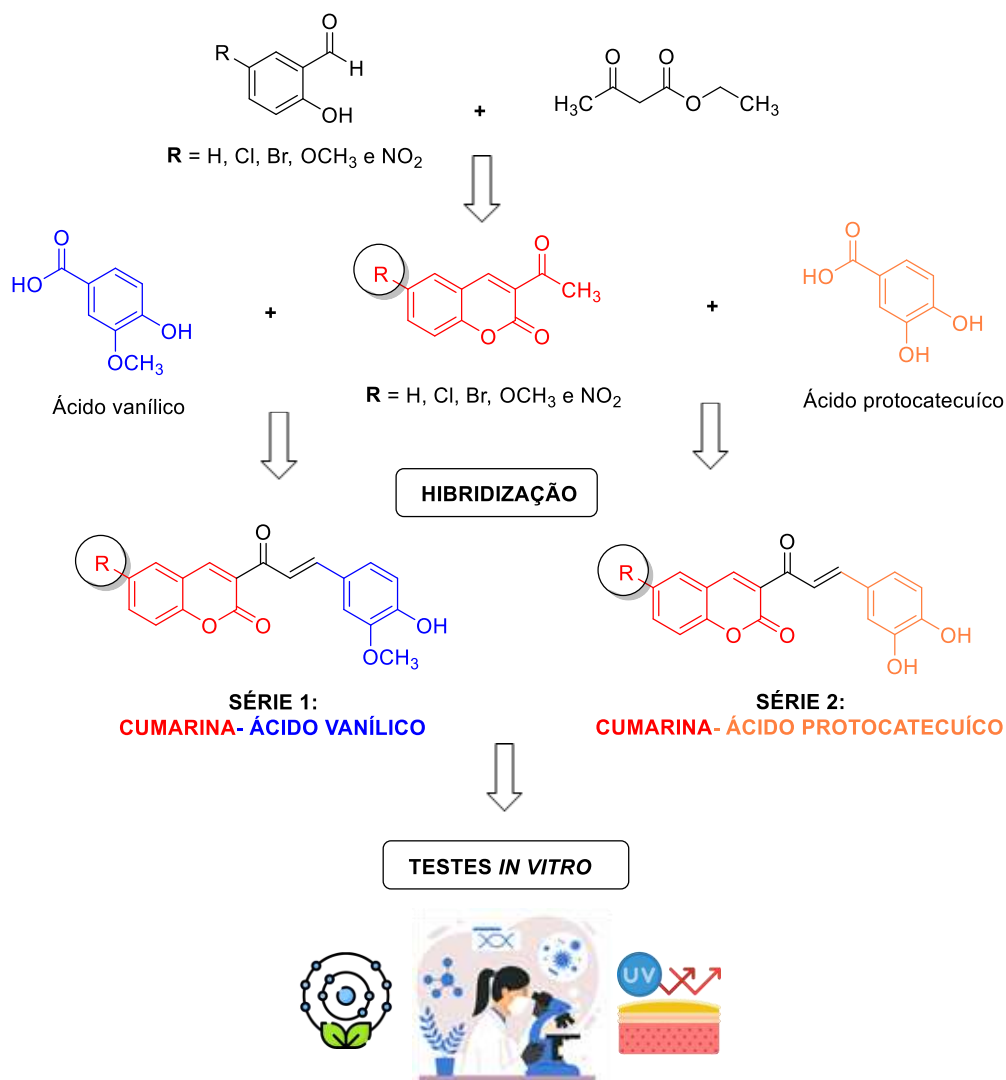 O
R
H
OH
O
O
H3C
O
CH3
+
R = H, Cl, Br, OCH3 e NO2
O
HO
OH
OCH3
Ácido vanílico
+
R
O
CH3
O
O
R = H, Cl, Br, OCH3 e NO2
+
O
HO
OH
OH
Ácido protocatecuíco
HIBRIDIZAÇÃO
R
O
O
O
OH
OCH3
R
O
O
O
OH
OH
SÉRIE 1:
CUMARINA- ÁCIDO VANÍLICO
SÉRIE 2:
CUMARINA- ÁCIDO PROTOCATECUÍCO
TESTES IN VITRO
UV